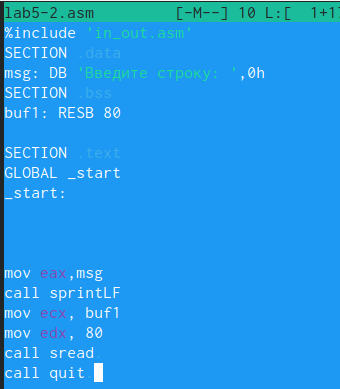 lab5-2.asm [-M--] 10 L:[ 1+17
%include 'in_out.asm'
SECTION .data
msg: DB 'Введите строку: ',0h
SECTION .bss
buf1: RESB 80
SECTION .text
GLOBAL _start
_start:
mov eax,msg
call sprintLF
mov ecx, buf1
mov edx, 80
call sread
call quit